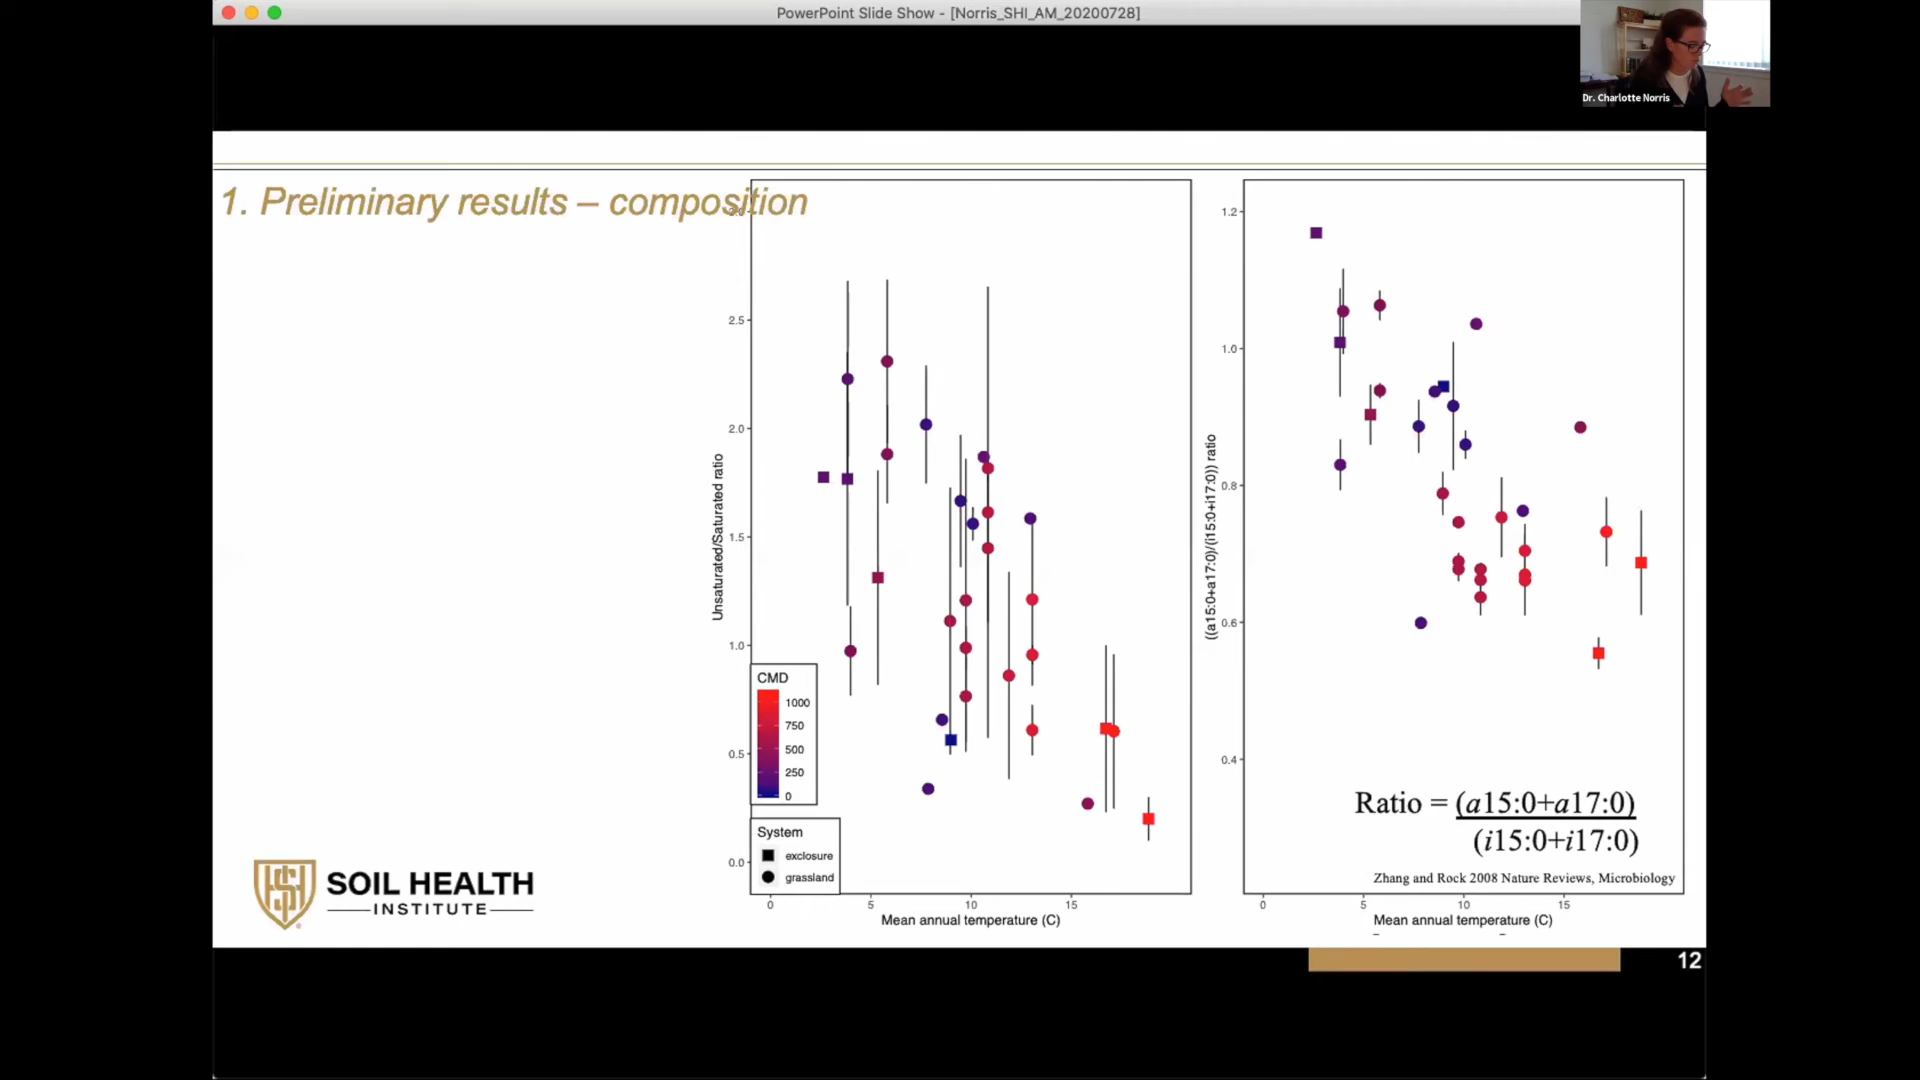 PowerPoint Slide Show - [Norris_SHI_AM_20200728]
Dr. Charlotte Norris
1. Preliminary results – composition
Unsaturated/Saturated ratio
2.5
2.0
1.5
1.0
0.5
0.0
CMD
1000
750
500
250
0
System
exclosure
grassland
0
5
10
15
Mean annual temperature (C)
((a15:0+a17:0)/(i15:0+i17:0)) ratio
1.2
1.0
0.8
0.6
0.4
Ratio = (a15:0+a17:0)
(i15:0+i17:0)
Zhang and Rock 2008 Nature Reviews, Microbiology
0
5
10
15
Mean annual temperature (C)
SOIL HEALTH
INSTITUTE
12